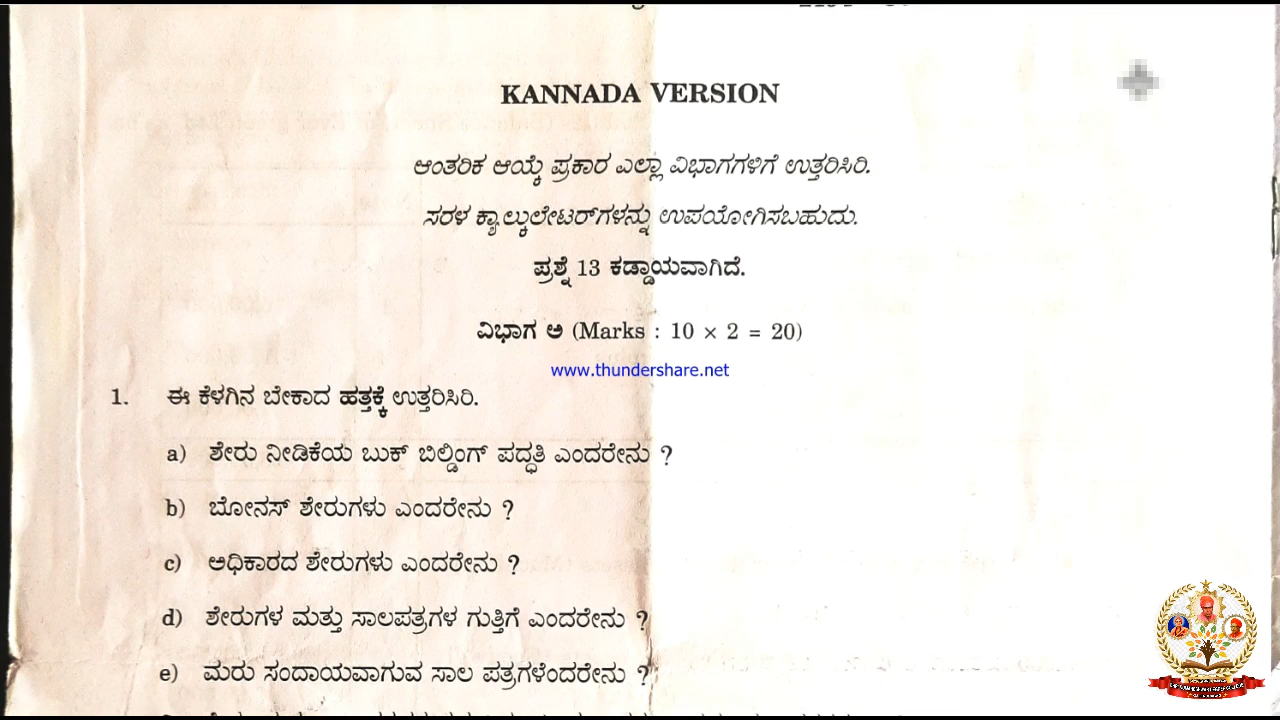 KANNADA VERSION
ಆಂತರಿಕ ಆಯ್ಕೆ ಪ್ರಕಾರ ಎಲ್ಲಾ ವಿಭಾಗಗಳಿಗೆ ಉತ್ತರಿಸಿರಿ.
ಸರಳ ಕ್ಯಾಲ್ಕುಲೇಟರ್‌ಗಳನ್ನು ಉಪಯೋಗಿಸಬಹುದು.
ಪ್ರಶ್ನೆ 13 ಕಡ್ಡಾಯವಾಗಿದೆ.
ವಿಭಾಗ ಅ (Marks : 10 × 2 = 20)
www.thundershare.net
1. ಈ ಕೆಳಗಿನ ಬೇಕಾದ ಹತ್ತಕ್ಕೆ ಉತ್ತರಿಸಿರಿ.
a) ಶೇರು ನೀಡಿಕೆಯ ಬುಕ್ ಬಿಲ್ಡಿಂಗ್ ಪದ್ಧತಿ ಎಂದರೇನು ?
b) ಬೋನಸ್ ಶೇರುಗಳು ಎಂದರೇನು ?
c) ಅಧಿಕಾರದ ಶೇರುಗಳು ಎಂದರೇನು ?
d) ಶೇರುಗಳ ಮತ್ತು ಸಾಲಪತ್ರಗಳ ಗುತ್ತಿಗೆ ಎಂದರೇನು ?
e) ಮರು ಸಂದಾಯವಾಗುವ ಸಾಲ ಪತ್ರಗಳೆಂದರೇನು ?